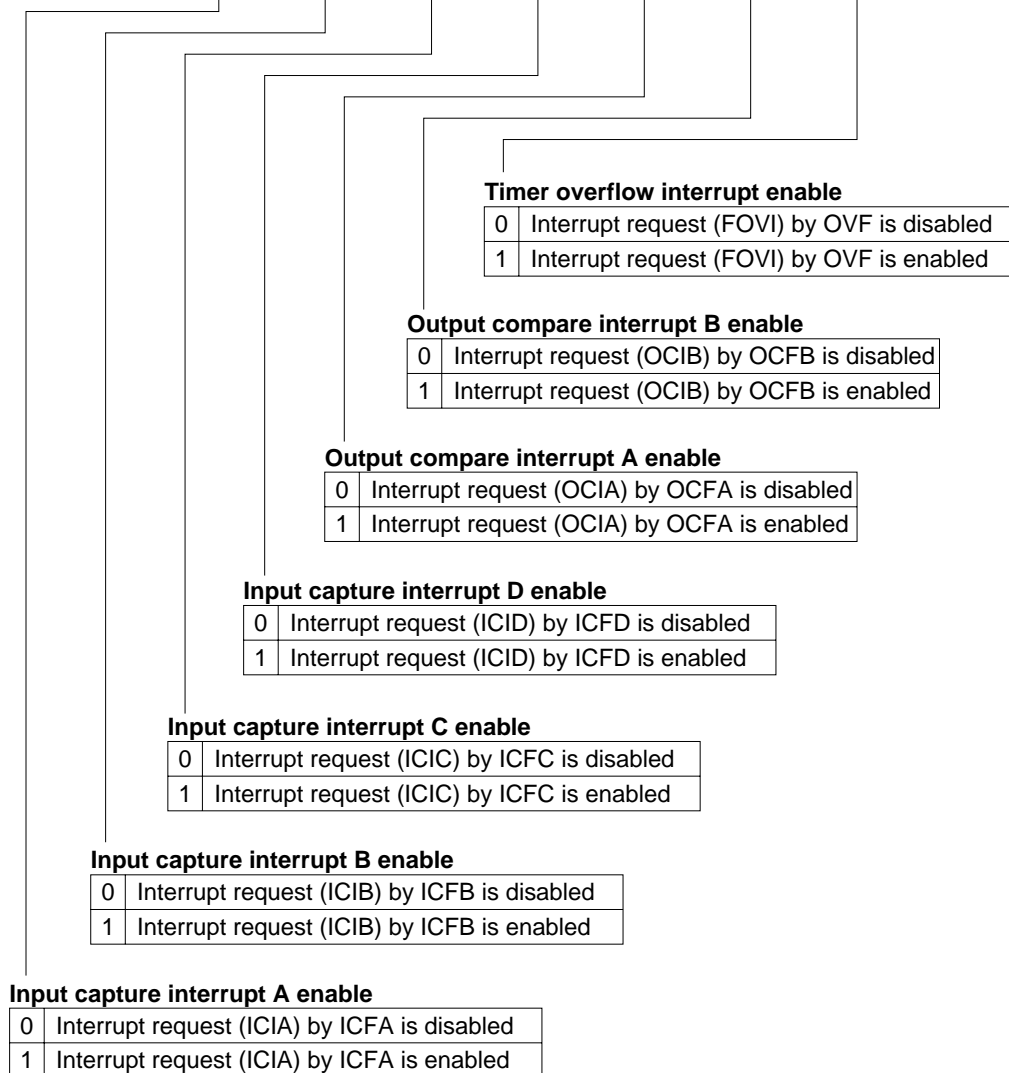 Timer overflow interrupt enable
0 Interrupt request (FOVI) by OVF is disabled
1 Interrupt request (FOVI) by OVF is enabled
Output compare interrupt B enable
0 Interrupt request (OCIB) by OCFB is disabled
1 Interrupt request (OCIB) by OCFB is enabled
Output compare interrupt A enable
0 Interrupt request (OCIA) by OCFA is disabled
1 Interrupt request (OCIA) by OCFA is enabled
Input capture interrupt D enable
0 Interrupt request (ICID) by ICFD is disabled
1 Interrupt request (ICID) by ICFD is enabled
Input capture interrupt C enable
0 Interrupt request (ICIC) by ICFC is disabled
1 Interrupt request (ICIC) by ICFC is enabled
Input capture interrupt B enable
0 Interrupt request (ICIB) by ICFB is disabled
1 Interrupt request (ICIB) by ICFB is enabled
Input capture interrupt A enable
0 Interrupt request (ICIA) by ICFA is disabled
1 Interrupt request (ICIA) by ICFA is enabled